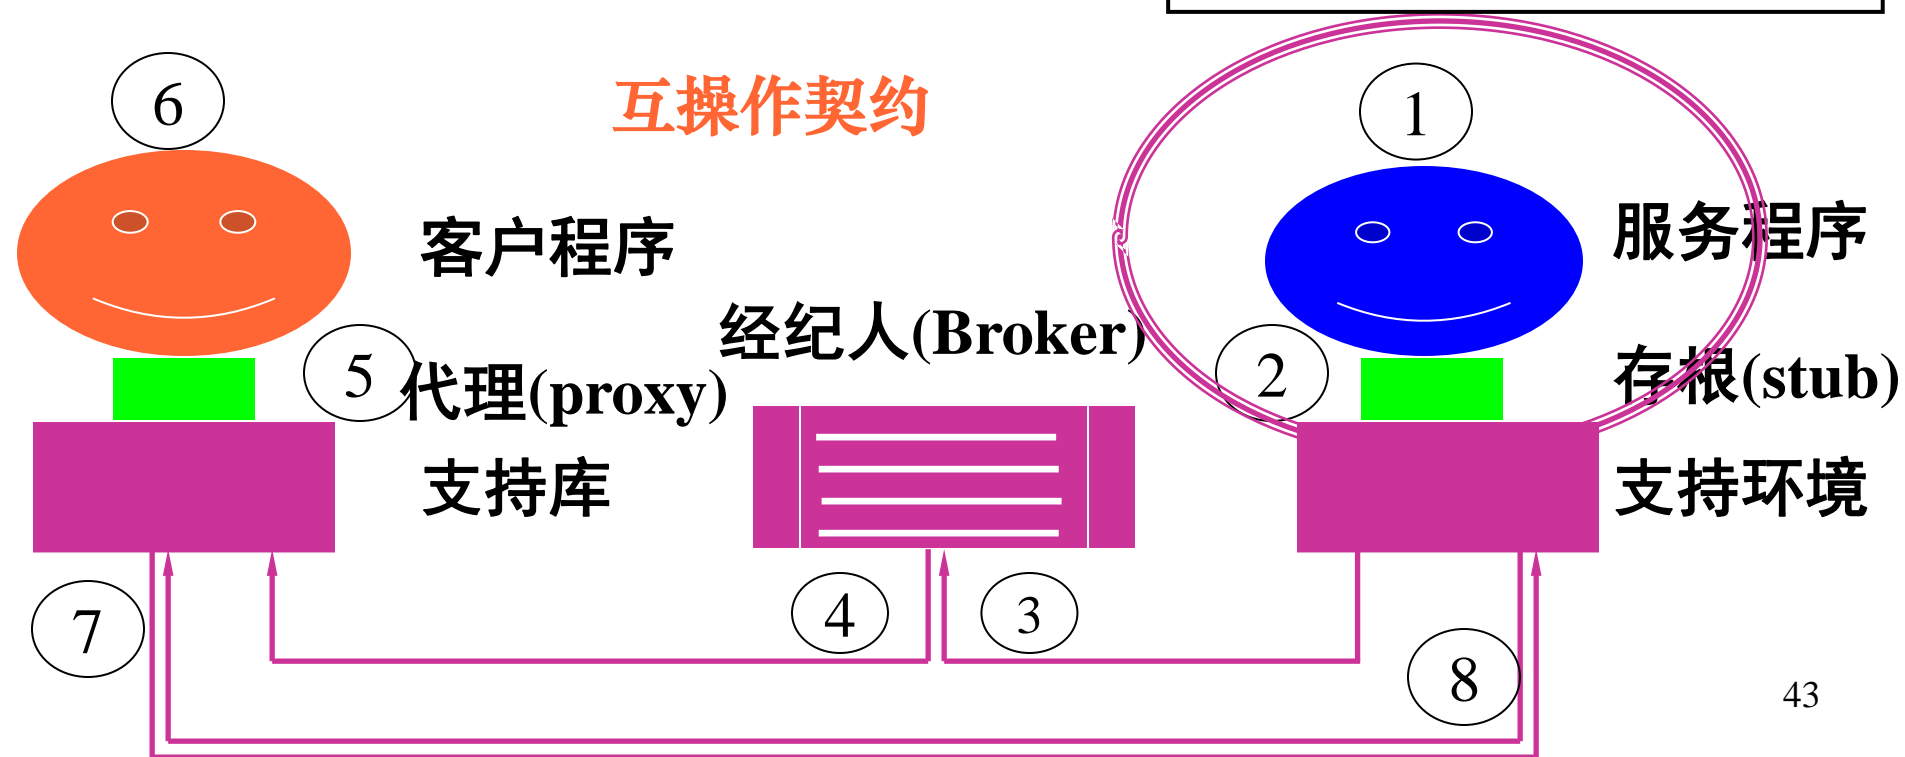 6
互操作契约
1
客户程序
服务程序
经纪人(Broker)
5
代理(proxy)
2
存根(stub)
支持库
支持环境
7
4
3
8
43